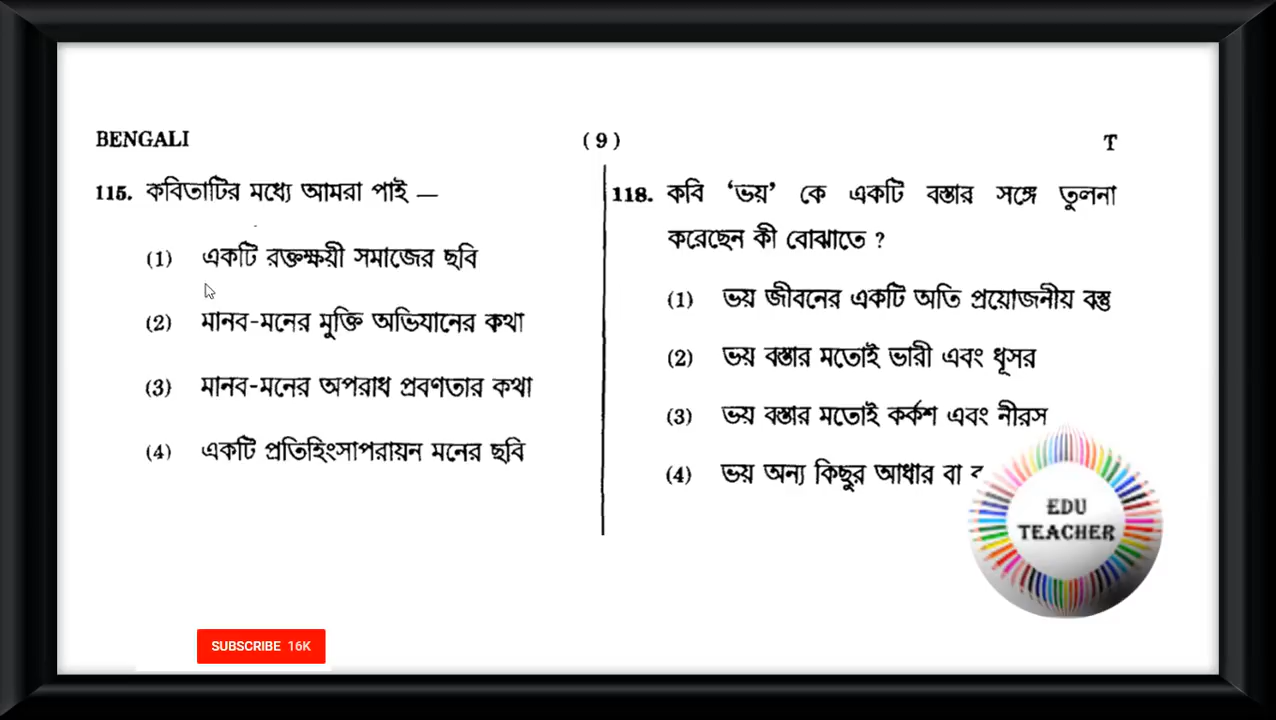 BENGALI
( 9 )
T
115. কবিতাটির মধ্যে আমরা পাই —
(1) একটি রক্তক্ষয়ী সমাজের ছবি
(2) মানব-মনের মুক্তি অভিযানের কথা
(3) মানব-মনের অপরাধ প্রবণতার কথা
(4) একটি প্রতিহিংসাপরায়ন মনের ছবি
118. কবি ‘ভয়’ কে একটি বস্তার সঙ্গে তুলনা
করেছেন কী বোঝাতে ?
(1) ভয় জীবনের একটি অতি প্রয়োজনীয় বস্তু
(2) ভয় বস্তার মতোই ভারী এবং ধূসর
(3) ভয় বস্তার মতোই কর্কশ এবং নীরস
(4) ভয় অন্য কিছুর আধার বা
EDU
TEACHER
SUBSCRIBE 16K